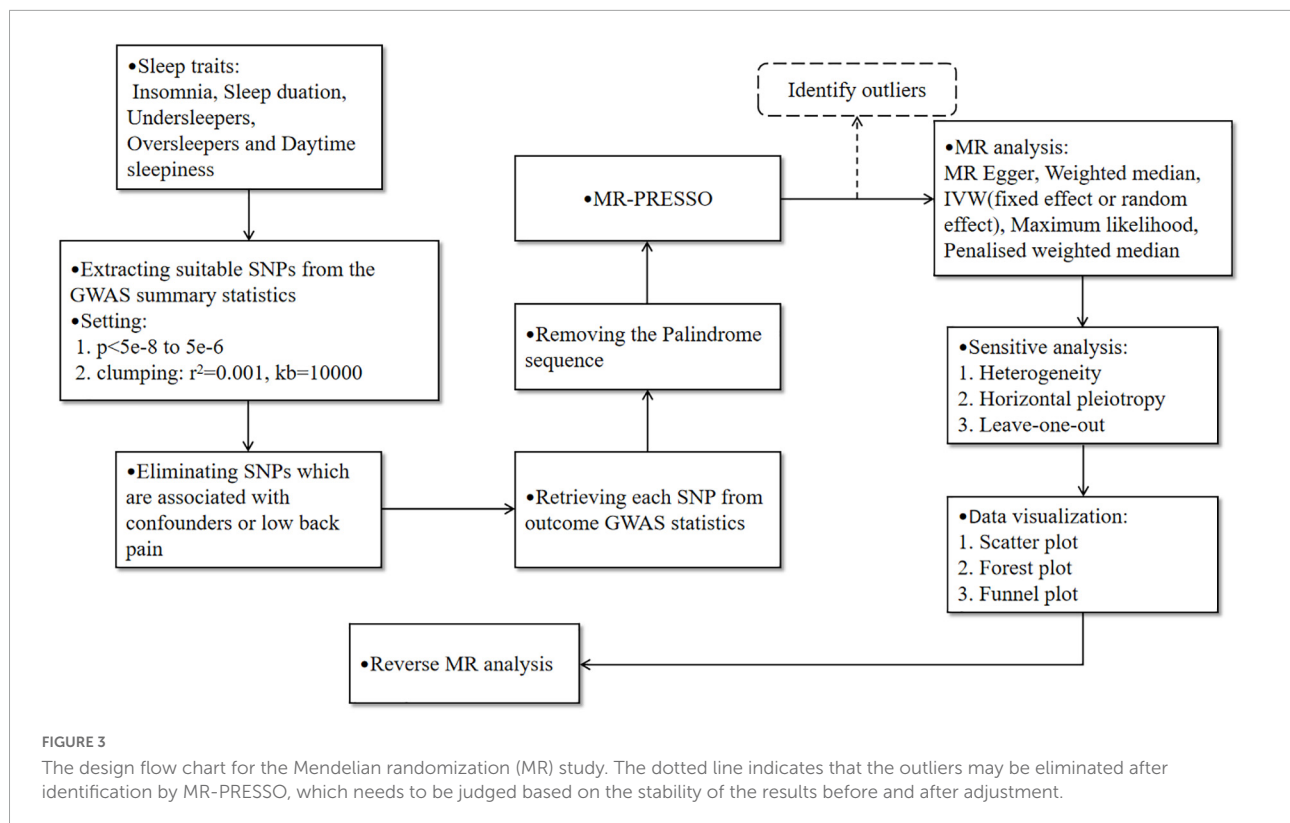 •Sleep traits:
Insomnia, Sleep duation,
Undersleepers,
Oversleepers and Daytime
sleepiness
•Extracting suitable SNPs from the
GWAS summary statistics
•Setting:
1. p<5e-8 to 5e-6
2. clumping: r²=0.001, kb=10000
•Eliminating SNPs which
are associated with
confounders or low back
pain
•Retrieving each SNP from
outcome GWAS statistics
•Removing the Palindrome
sequence
•MR-PRESSO
Identify outliers
•MR analysis:
MR Egger, Weighted median,
IVW(fixed effect or random
effect), Maximum likelihood,
Penalised weighted median
•Sensitive analysis:
1. Heterogeneity
2. Horizontal pleiotropy
3. Leave-one-out
•Data visualization:
1. Scatter plot
2. Forest plot
3. Funnel plot
•Reverse MR analysis
FIGURE 3
The design flow chart for the Mendelian randomization (MR) study. The dotted line indicates that the outliers may be eliminated after
identification by MR-PRESSO, which needs to be judged based on the stability of the results before and after adjustment.